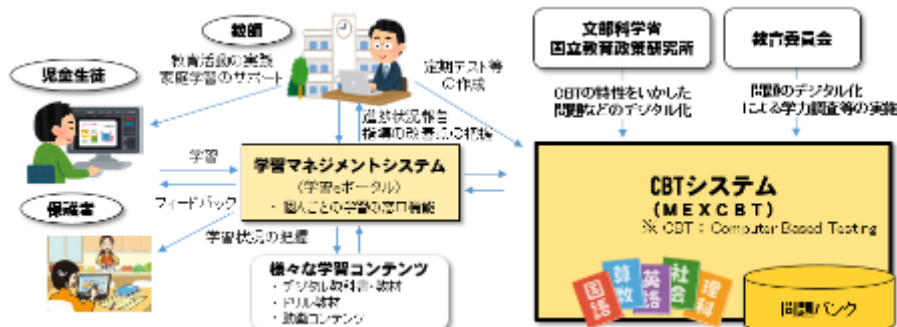 教師
教育活動の実践
家庭学習のサポート
児童生徒
定期テスト等
の作成
進捗状況報告
指導の改善点の把握
学習
学習マネジメントシステム
(学習eポータル)
・個人ごとの学習の窓口機能
フィードバック
保護者
学習状況の把握
様々な学習コンテンツ
・デジタル教科書・教材
・ドリル教材
・動画コンテンツ
文部科学省
国立教育政策研究所
教育委員会
CBTの特性をいかした
問題などのデジタル化
問題のデジタル化
による学力調査等の実施
CBTシステム
(MEXCBT)
※ CBT：Computer Based Testing
国語
算数
英語
社会
理科
問題バンク